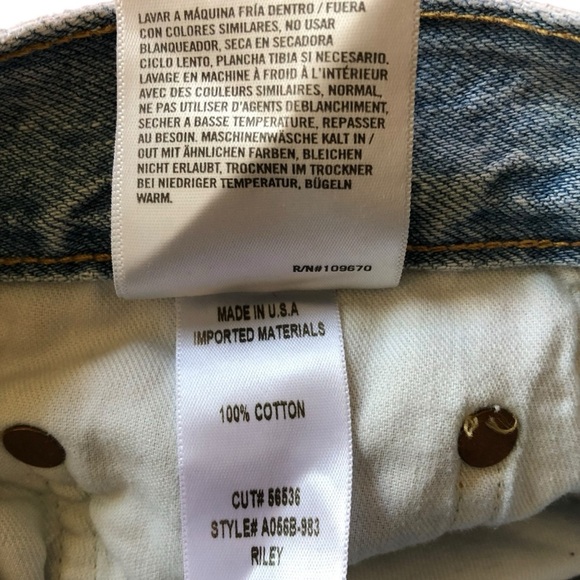 LAVAR A MÁQUINA FRÍA DENTRO / FUERA
CON COLORES SIMILARES, NO USAR
BLANQUEADOR, SECA EN SECADORA
CICLO LENTO, PLANCHA TIBIA SI NECESARIO.
LAVAGE EN MACHINE À FROID À L'INTÉRIEUR
AVEC DES COULEURS SIMILAIRES, NORMAL,
NE PAS UTILISER D'AGENTS DEBLANCHIMENT,
SECHER A BASSE TEMPERATURE, REPASSER
AU BESOIN. MASCHINENWÄSCHE KALT IN /
OUT MIT ÄHNLICHEN FARBEN, BLEICHEN
NICHT ERLAUBT, TROCKNEN IM TROCKNER
BEI NIEDRIGER TEMPERATUR, BÜGELN
WARM.
R/N#109670
MADE IN U.S.A
IMPORTED MATERIALS
100% COTTON
CUT# 56536
STYLE# A056B-983
RILEY